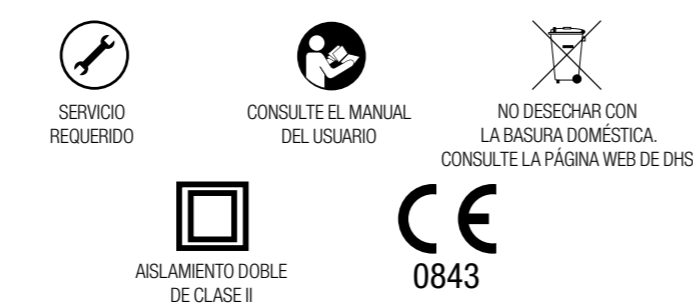 SERVICIO
REQUERIDO
CONSULTE EL MANUAL
DEL USUARIO
NO DESECHAR CON
LA BASURA DOMÉSTICA.
CONSULTE LA PÁGINA WEB DE DHS
AISLAMIENTO DOBLE
DE CLASE II
CE
0843